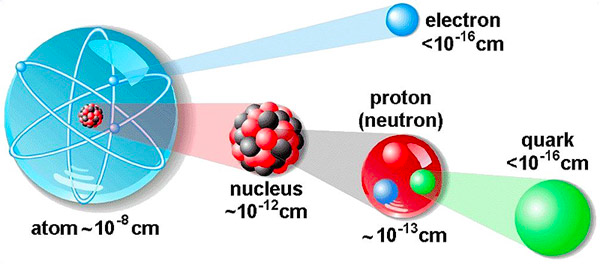 electron
<10⁻¹⁶cm
proton
(neutron)
quark
<10⁻¹⁶cm
nucleus
~10⁻¹²cm
atom ~10⁻⁸ cm
~10⁻¹³cm